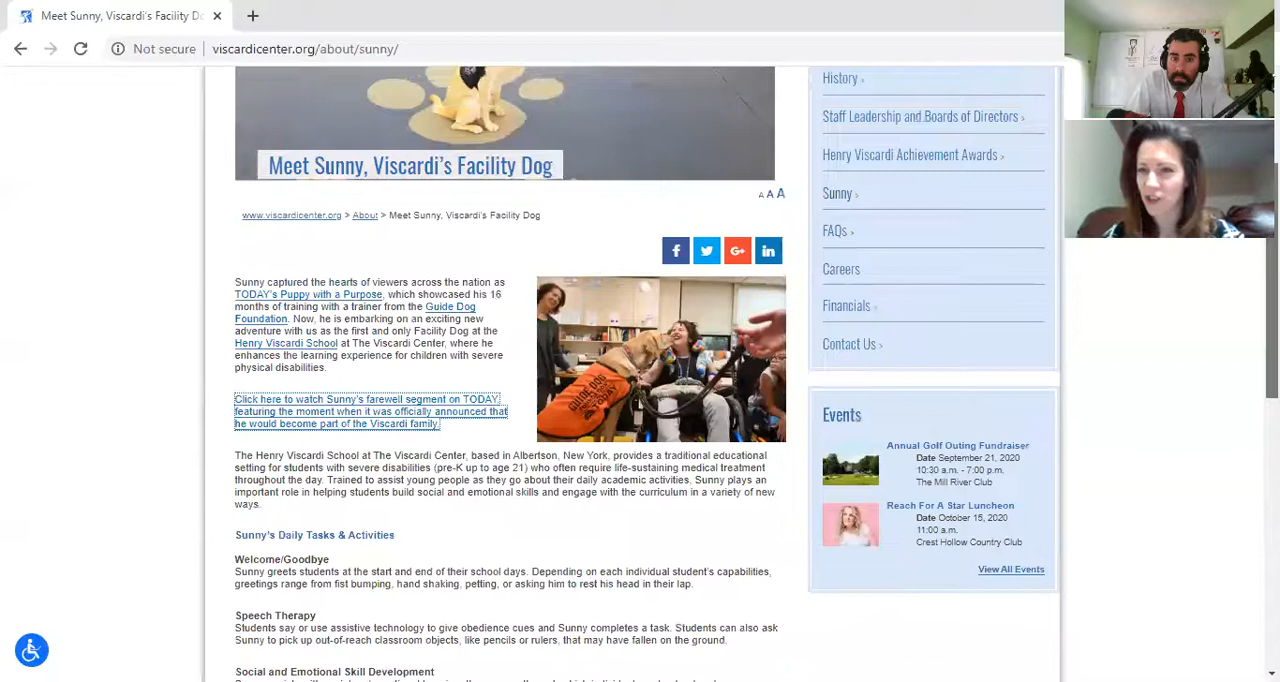 Meet Sunny, Viscardi's Facility Do
Not secure
viscardicenter.org/about/sunny/
Meet Sunny, Viscardi's Facility Dog
A A A
www.viscardicenter.org > About > Meet Sunny, Viscardi's Facility Dog
f
G+
in
Sunny captured the hearts of viewers across the nation as
TODAY's Puppy with a Purpose, which showcased his 16
months of training with a trainer from the Guide Dog
Foundation. Now, he is embarking on an exciting new
adventure with us as the first and only Facility Dog at the
Henry Viscardi School at The Viscardi Center, where he
enhances the learning experience for children with severe
physical disabilities.
GUIDE DOG
TODAY
Click here to watch Sunny's farewell segment on TODAY,
featuring the moment when it was officially announced that
he would become part of the Viscardi family.
The Henry Viscardi School at The Viscardi Center, based in Albertson, New York, provides a traditional educational
setting for students with severe disabilities (pre-K up to age 21) who often require life-sustaining medical treatment
throughout the day. Trained to assist young people as they go about their daily academic activities, Sunny plays an
important role in helping students build social and emotional skills and engage with the curriculum in a variety of new
ways.
Sunny's Daily Tasks & Activities
Welcome/Goodbye
Sunny greets students at the start and end of their school days. Depending on each individual student's capabilities,
greetings range from fist bumping, hand shaking, petting, or asking him to rest his head in their lap.
Speech Therapy
Students say or use assistive technology to give obedience cues and Sunny completes a task. Students can also ask
Sunny to pick up out-of-reach classroom objects, like pencils or rulers, that may have fallen on the ground.
Social and Emotional Skill Development
History >
Staff Leadership and Boards of Directors >
Henry Viscardi Achievement Awards >
Sunny >
FAQs >
Careers
Financials >
Contact Us >
Events
Annual Golf Outing Fundraiser
Date September 21, 2020
10:30 a.m. - 7:00 p.m.
The Mill River Club
Reach For A Star Luncheon
Date October 15, 2020
11:00 a.m.
Crest Hollow Country Club
View All Events